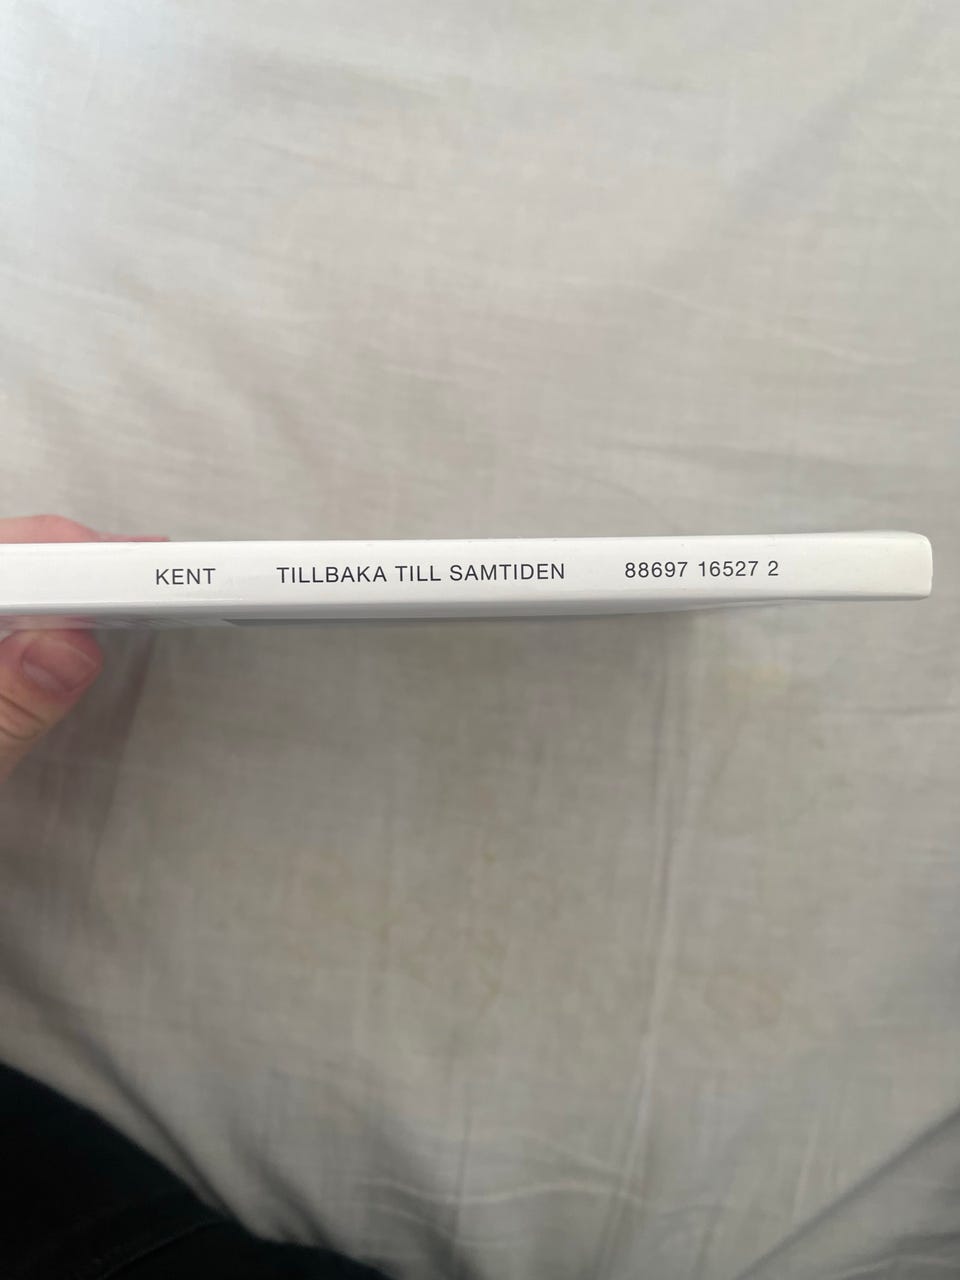 KENT TILLBAKA TILL SAMTIDEN 88697 16527 2